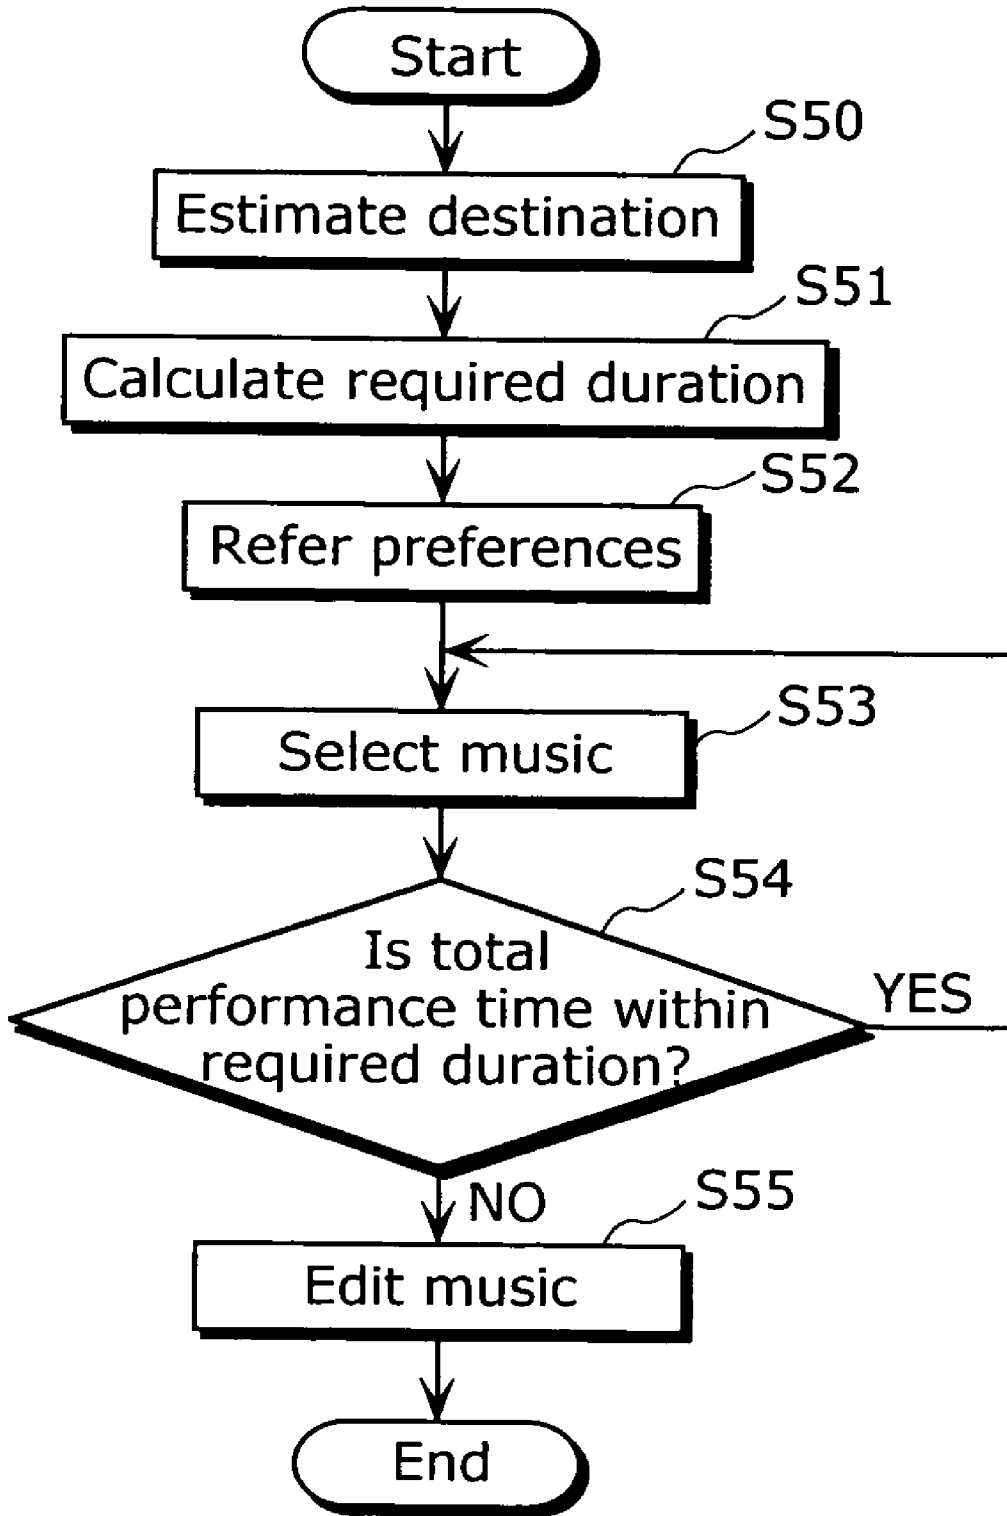 Start
S50
Estimate destination
S51
Calculate required duration
S52
Refer preferences
S53
Select music
S54
Is total
performance time within
required duration?
YES
NO
S55
Edit music
End